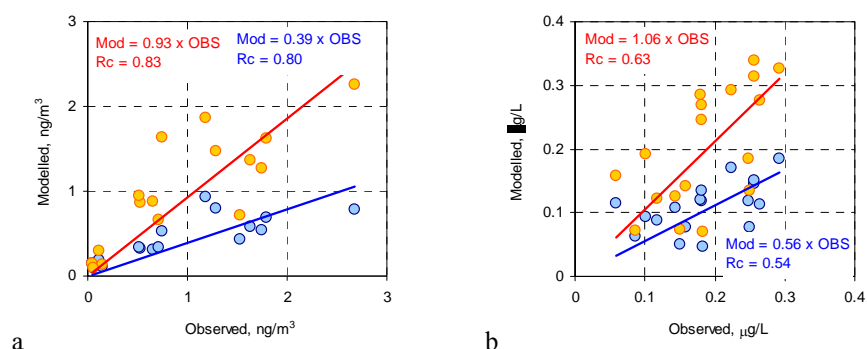 Mod = 0.93 x OBS
Rc = 0.83
Mod = 0.39 x OBS
Rc = 0.80
Modelled, ng/m³
3
2
1
0
0
1
2
3
Observed, ng/m³
a
Mod = 1.06 x OBS
Rc = 0.63
Mod = 0.56 x OBS
Rc = 0.54
Modelled, g/L
0.4
0.3
0.2
0.1
0
0
0.1
0.2
0.3
0.4
Observed, μg/L
b